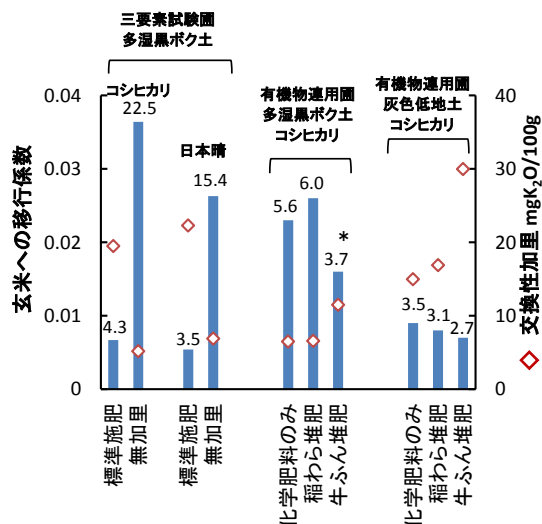 三要素試験圃
多湿黒ボク土
コシヒカリ
日本晴
有機物連用圃
多湿黒ボク土
コシヒカリ
有機物連用圃
灰色低地土
コシヒカリ
玄米への移行係数
0.04
0.03
0.02
0.01
0
4.3
22.5
3.5
15.4
5.6
6.0
3.7
*
3.5
3.1
2.7
40
30
20
10
0
交換性加里 mgK₂O/100g
標準施肥
無加里
標準施肥
無加里
化学肥料のみ
稲わら堆肥
牛ふん堆肥
化学肥料のみ
稲わら堆肥
牛ふん堆肥